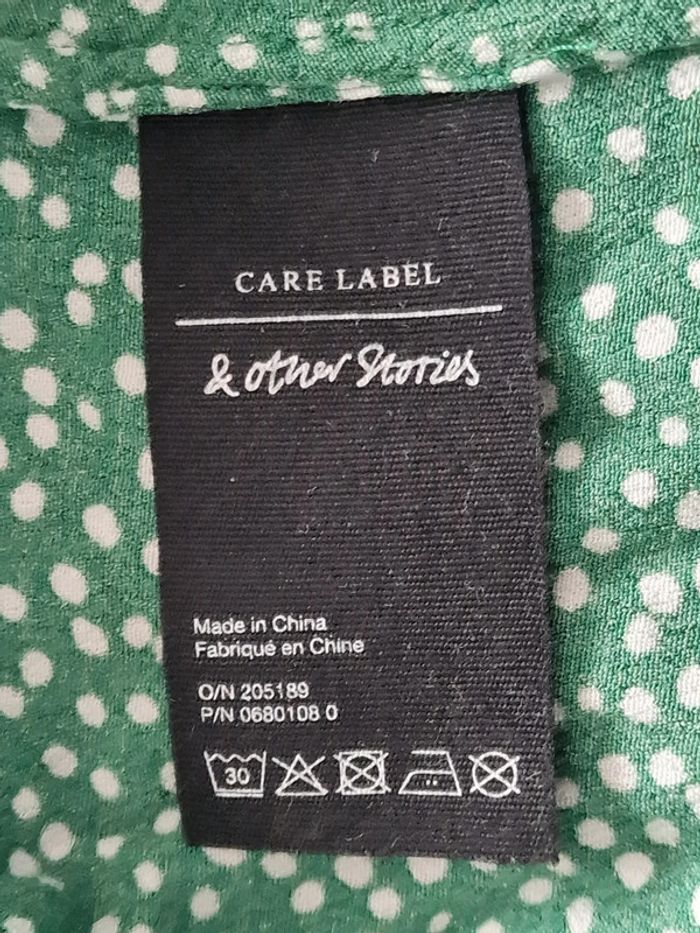 CARE LABEL
& other Stories
Made in China
Fabriqué en Chine
O/N 205189
P/N 0680108 0
30